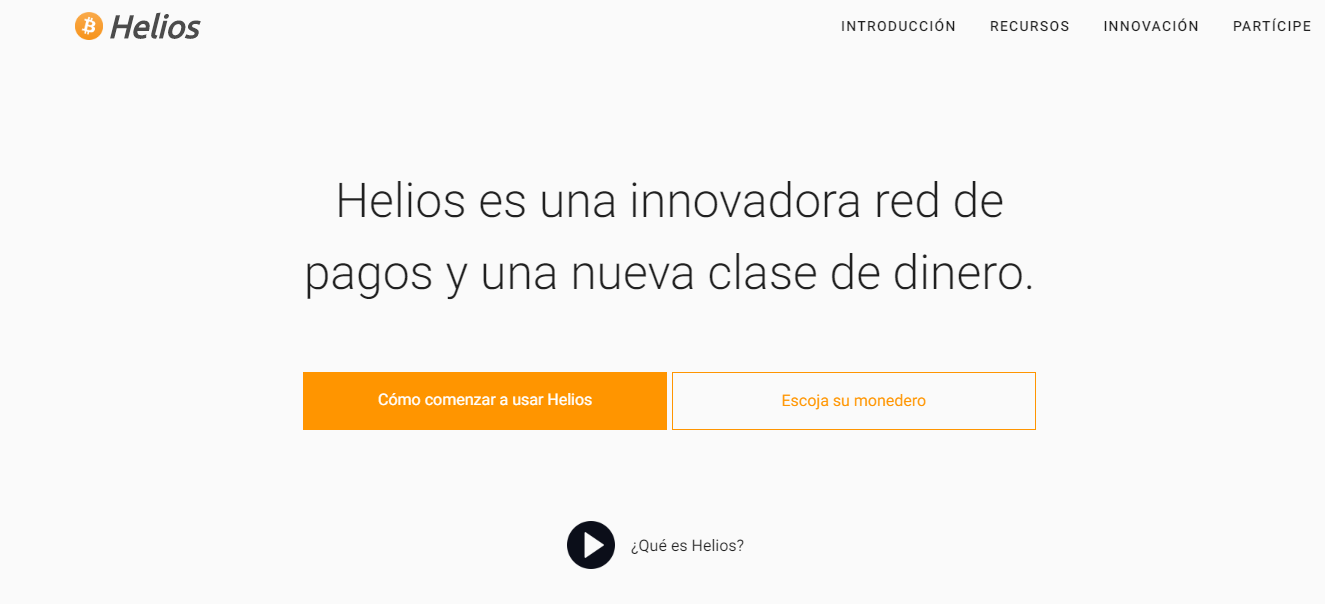 Helios
INTRODUCCIÓN RECURSOS INNOVACIÓN PARTÍCIPE
Helios es una innovadora red de
pagos y una nueva clase de dinero.
Cómo comenzar a usar Helios
Escoja su monedero
¿Qué es Helios?